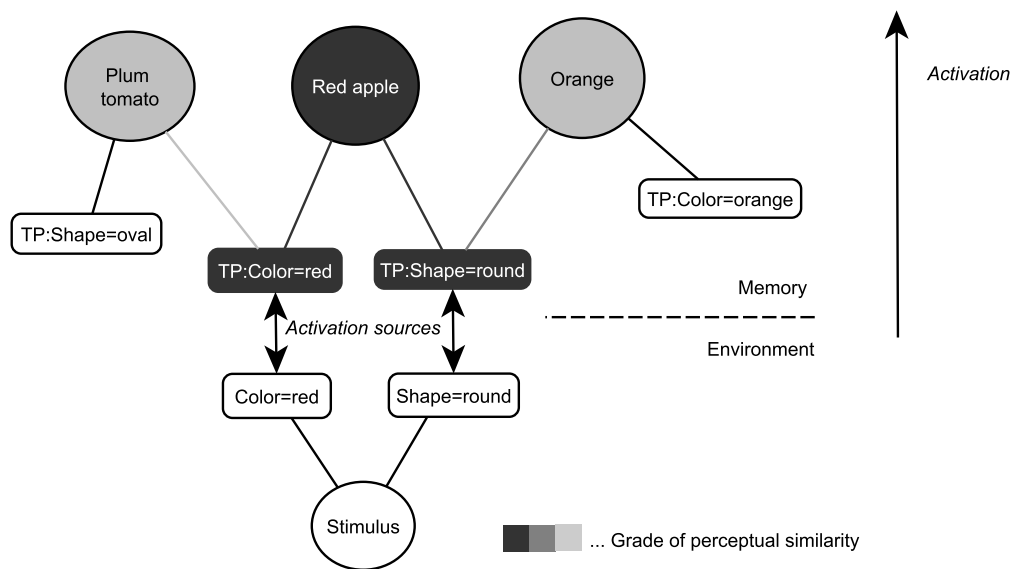 Plum
tomato
Red apple
Orange
Activation
TP:Shape=oval
TP:Color=orange
TP:Color=red
TP:Shape=round
Memory
Activation sources
Environment
Color=red
Shape=round
Stimulus
... Grade of perceptual similarity